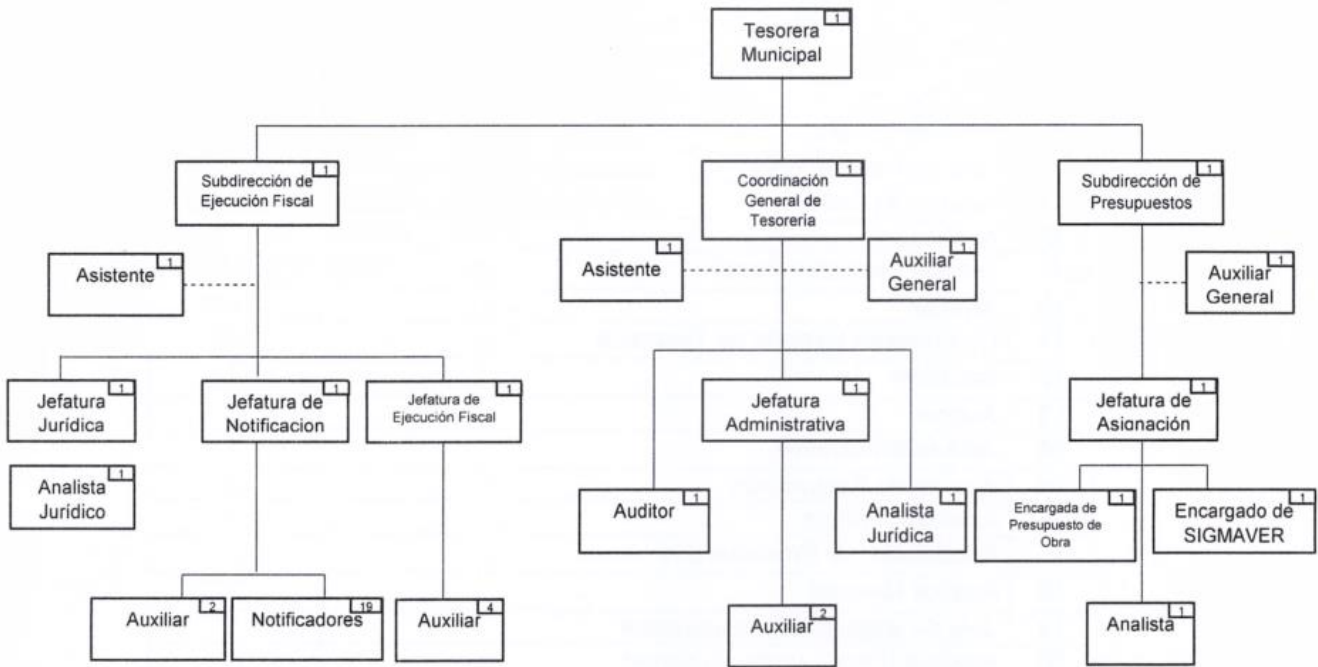 1
Tesorera
Municipal
1
Subdirección de
Ejecución Fiscal
1
Coordinación
General de
Tesoreria
1
Subdirección de
Presupuestos
1
Asistente
1
Asistente
1
Auxiliar
General
1
Auxiliar
General
1
Jefatura
Jurídica
1
Jefatura de
Notificacion
1
Jefatura de
Ejecución Fiscal
1
Jefatura
Administrativa
1
Jefatura de
Asignación
1
Analista
Jurídico
1
Auditor
1
Analista
Jurídica
1
Encargada de
Presupuesto de
Obra
1
Encargado de
SIGMAVER
2
Auxiliar
19
Notificadores
4
Auxiliar
2
Auxiliar
1
Analista